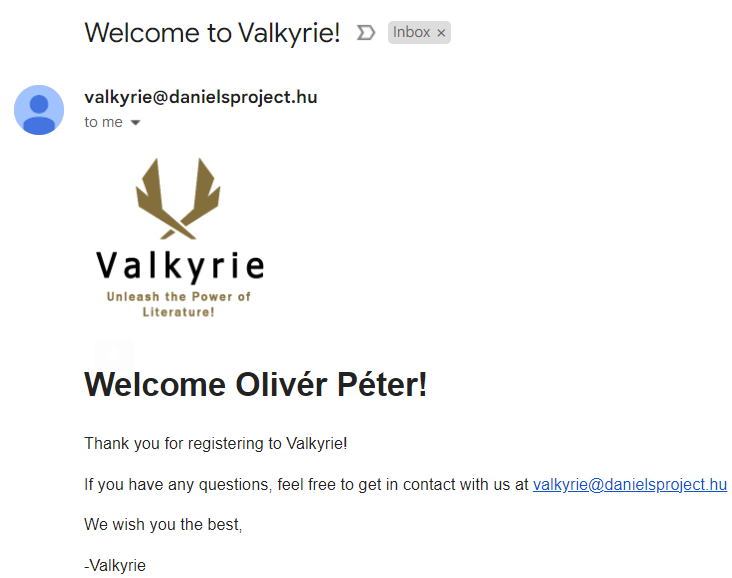 Welcome to Valkyrie!
Inbox ×
valkyrie@danielsproject.hu
to me
Valkyrie
Unleash the Power of
Literature!
Welcome Olivér Péter!
Thank you for registering to Valkyrie!
If you have any questions, feel free to get in contact with us at valkyrie@danielsproject.hu
We wish you the best,
-Valkyrie